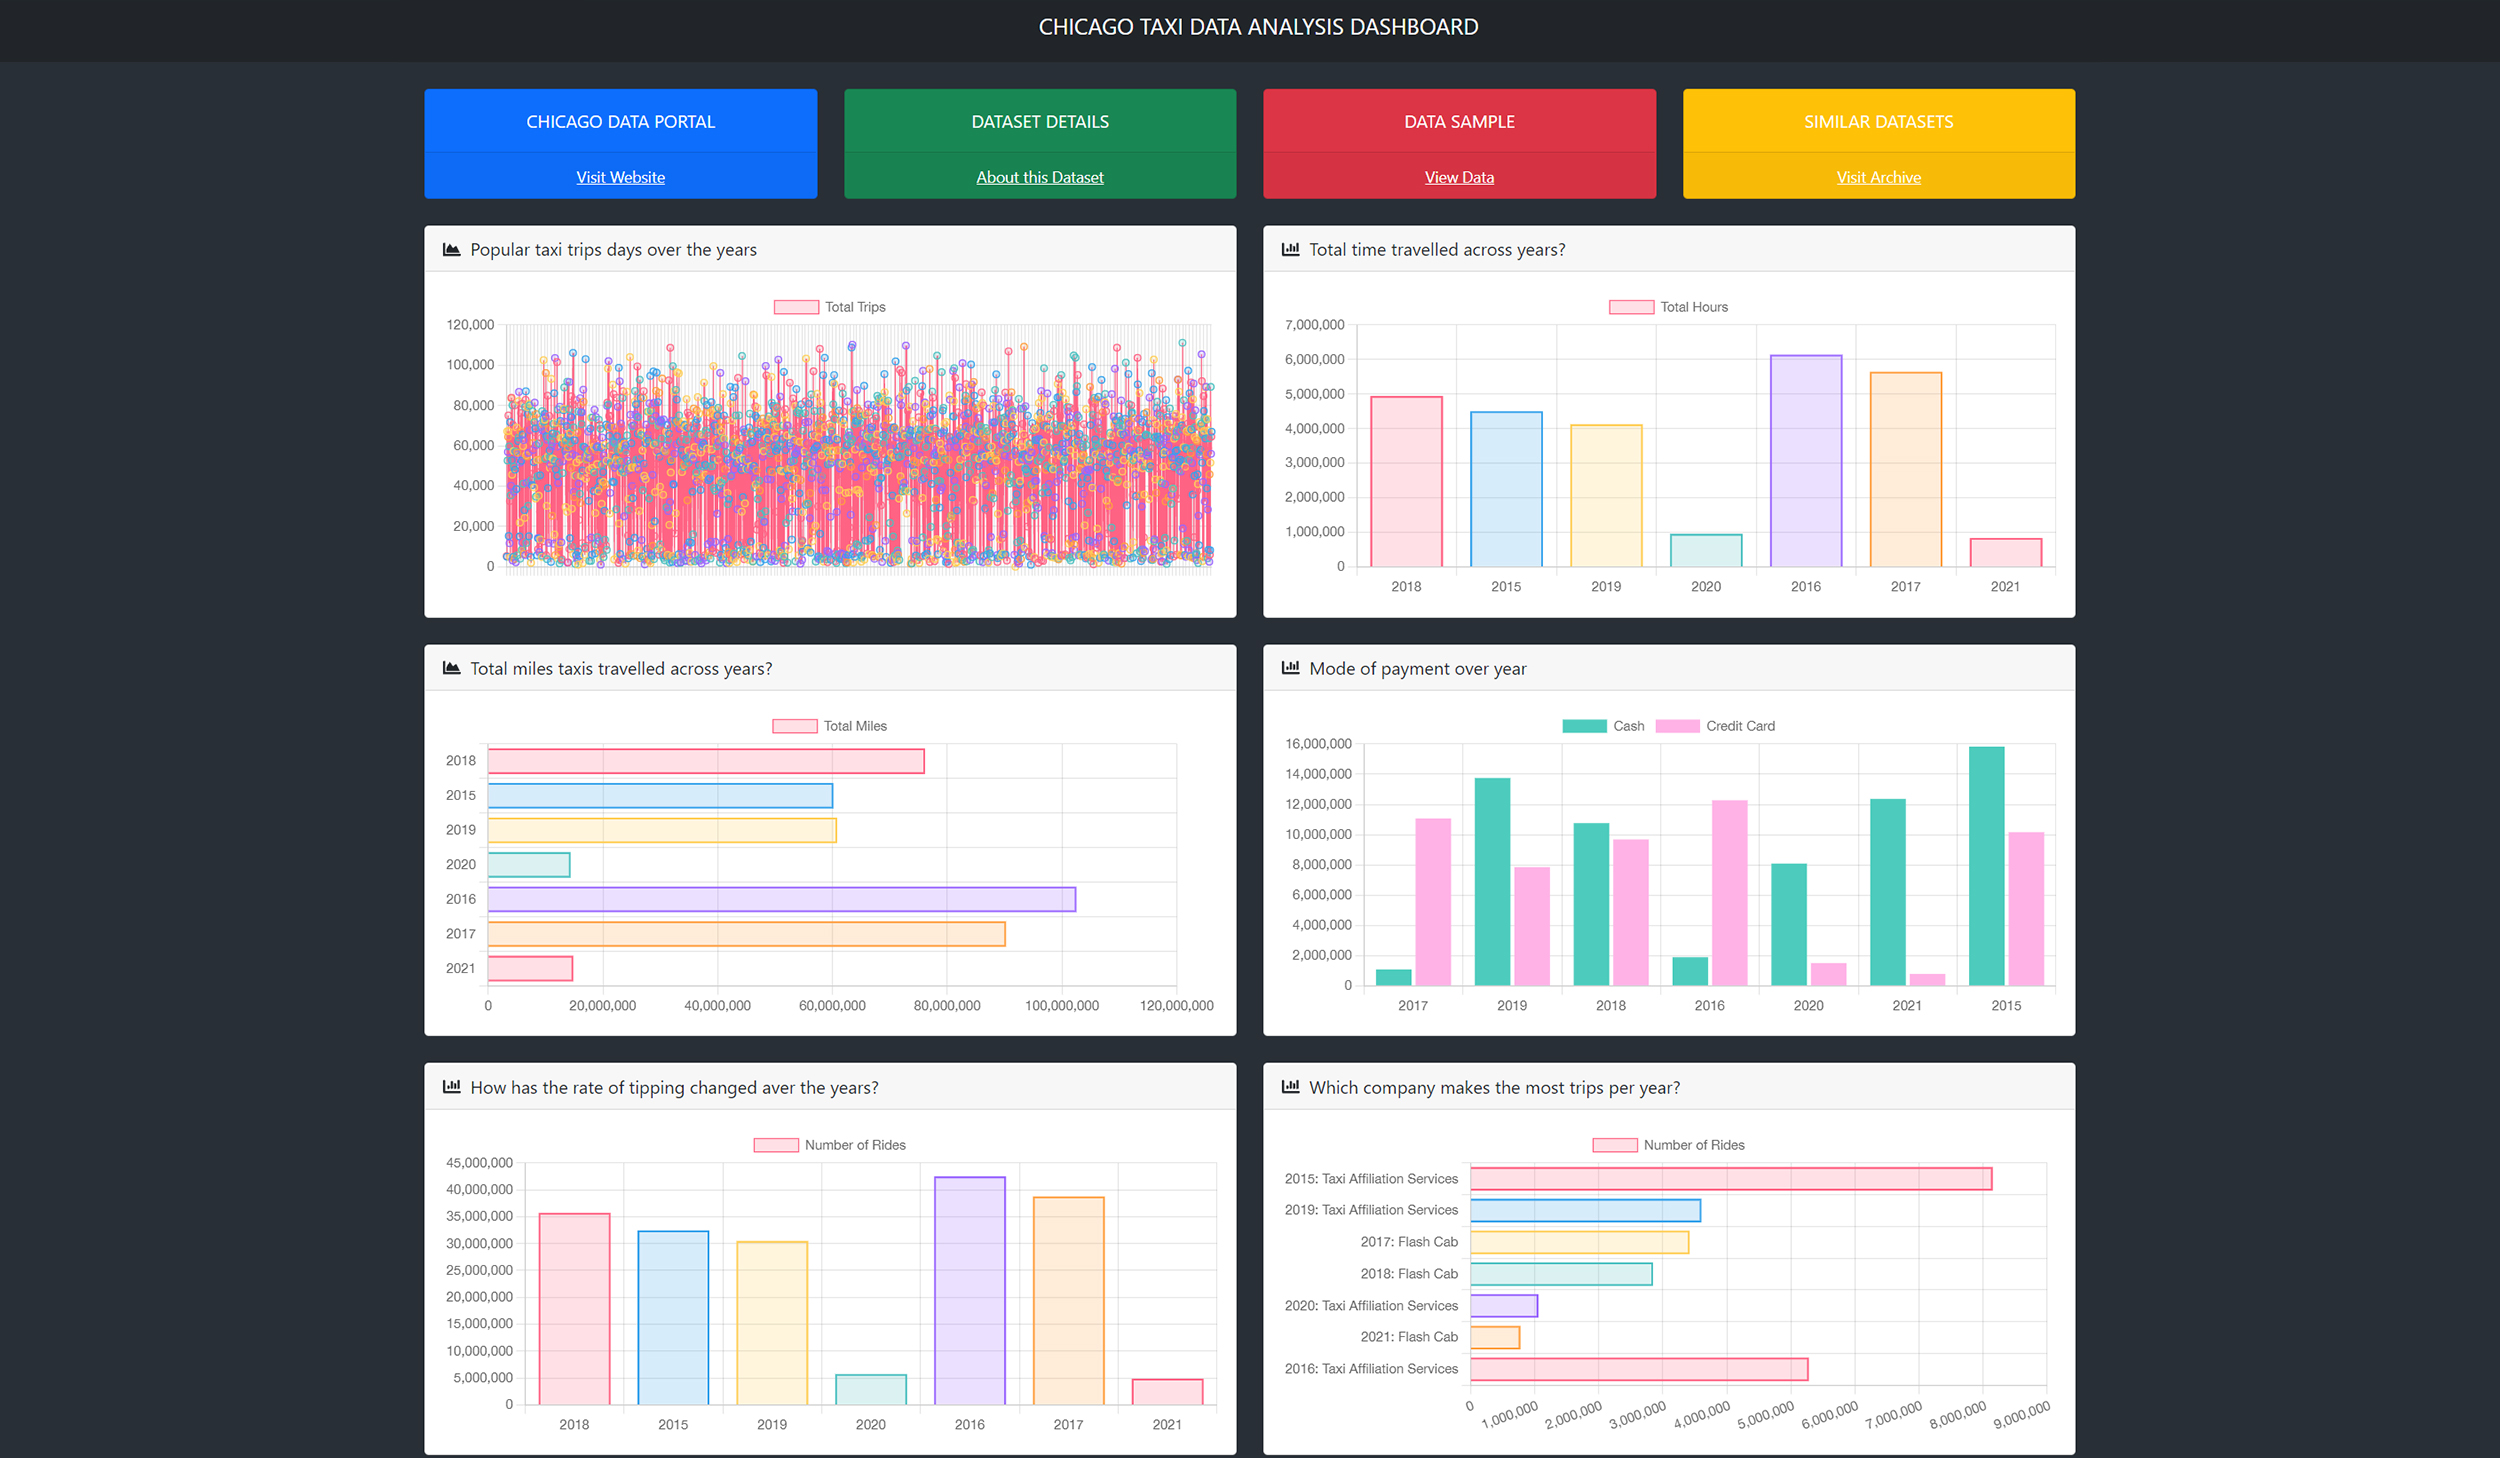 CHICAGO TAXI DATA ANALYSIS DASHBOARD
CHICAGO DATA PORTAL
Visit Website
DATASET DETAILS
About this Dataset
DATA SAMPLE
View Data
SIMILAR DATASETS
Visit Archive
Popular taxi trips days over the years
Total Trips
120,000
100,000
80,000
60,000
40,000
20,000
0
Total time travelled across years?
Total Hours
7,000,000
6,000,000
5,000,000
4,000,000
3,000,000
2,000,000
1,000,000
0
2018 2015 2019 2020 2016 2017 2021
Total miles taxis travelled across years?
Total Miles
2018
2015
2019
2020
2016
2017
2021
0 20,000,000 40,000,000 60,000,000 80,000,000 100,000,000 120,000,000
Mode of payment over year
Cash Credit Card
16,000,000
14,000,000
12,000,000
10,000,000
8,000,000
6,000,000
4,000,000
2,000,000
0
2017 2019 2018 2016 2020 2021 2015
How has the rate of tipping changed aver the years?
Number of Rides
45,000,000
40,000,000
35,000,000
30,000,000
25,000,000
20,000,000
15,000,000
10,000,000
5,000,000
0
2018 2015 2019 2020 2016 2017 2021
Which company makes the most trips per year?
Number of Rides
2015: Taxi Affiliation Services
2019: Taxi Affiliation Services
2017: Flash Cab
2018: Flash Cab
2020: Taxi Affiliation Services
2021: Flash Cab
2016: Taxi Affiliation Services
0 1,000,000 2,000,000 3,000,000 4,000,000 5,000,000 6,000,000 7,000,000 8,000,000 9,000,000